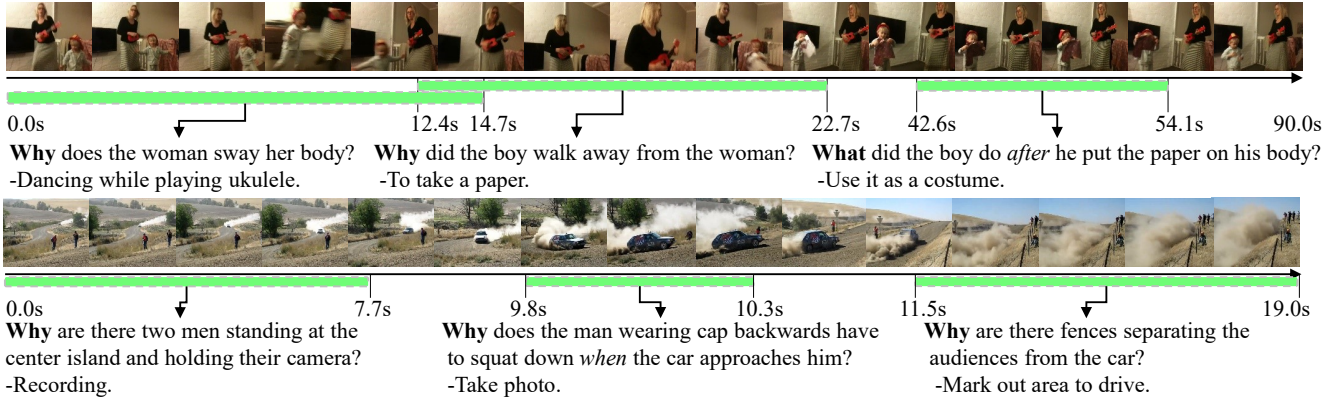 0.0s 12.4s 14.7s 22.7s 42.6s 54.1s 90.0s
Why does the woman sway her body?
-Dancing while playing ukulele.
Why did the boy walk away from the woman?
-To take a paper.
What did the boy do after he put the paper on his body?
-Use it as a costume.
0.0s 7.7s 9.8s 10.3s 11.5s 19.0s
Why are there two men standing at the
center island and holding their camera?
-Recording.
Why does the man wearing cap backwards have
to squat down when the car approaches him?
-Take photo.
Why are there fences separating the
audiences from the car?
-Mark out area to drive.